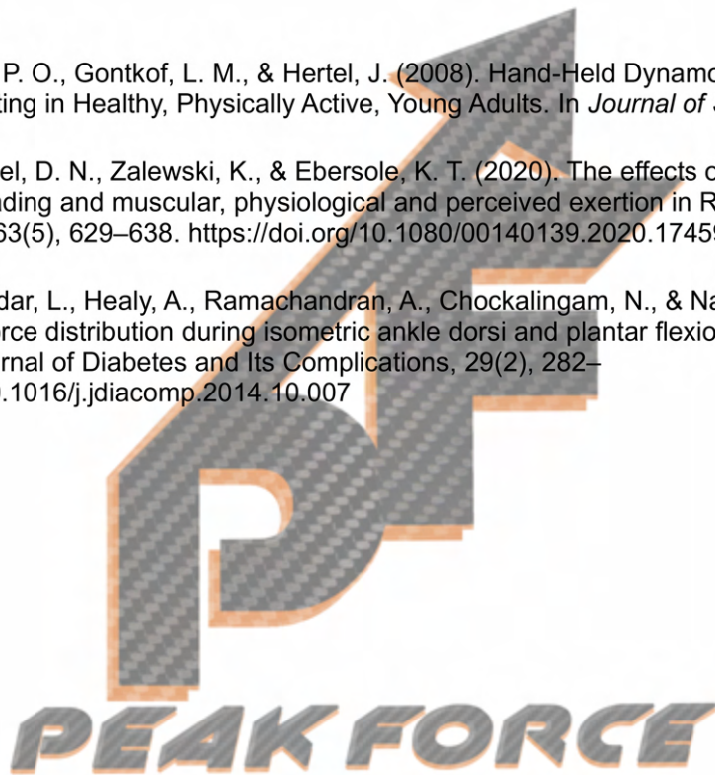 P. O., Gontkof, L. M., & Hertel, J. (2008). Hand-Held Dynamo
ting in Healthy, Physically Active, Young Adults. In Journal of
el, D. N., Zalewski, K., & Ebersole, K. T. (2020). The effects o
ding and muscular, physiological and perceived exertion in R
63(5), 629–638. https://doi.org/10.1080/00140139.2020.17459
dar, L., Healy, A., Ramachandran, A., Chockalingam, N., & Na
rce distribution during isometric ankle dorsi and plantar flexio
rnal of Diabetes and Its Complications, 29(2), 282–
.1016/j.jdiacomp.2014.10.007
PF
PEAK FORCE